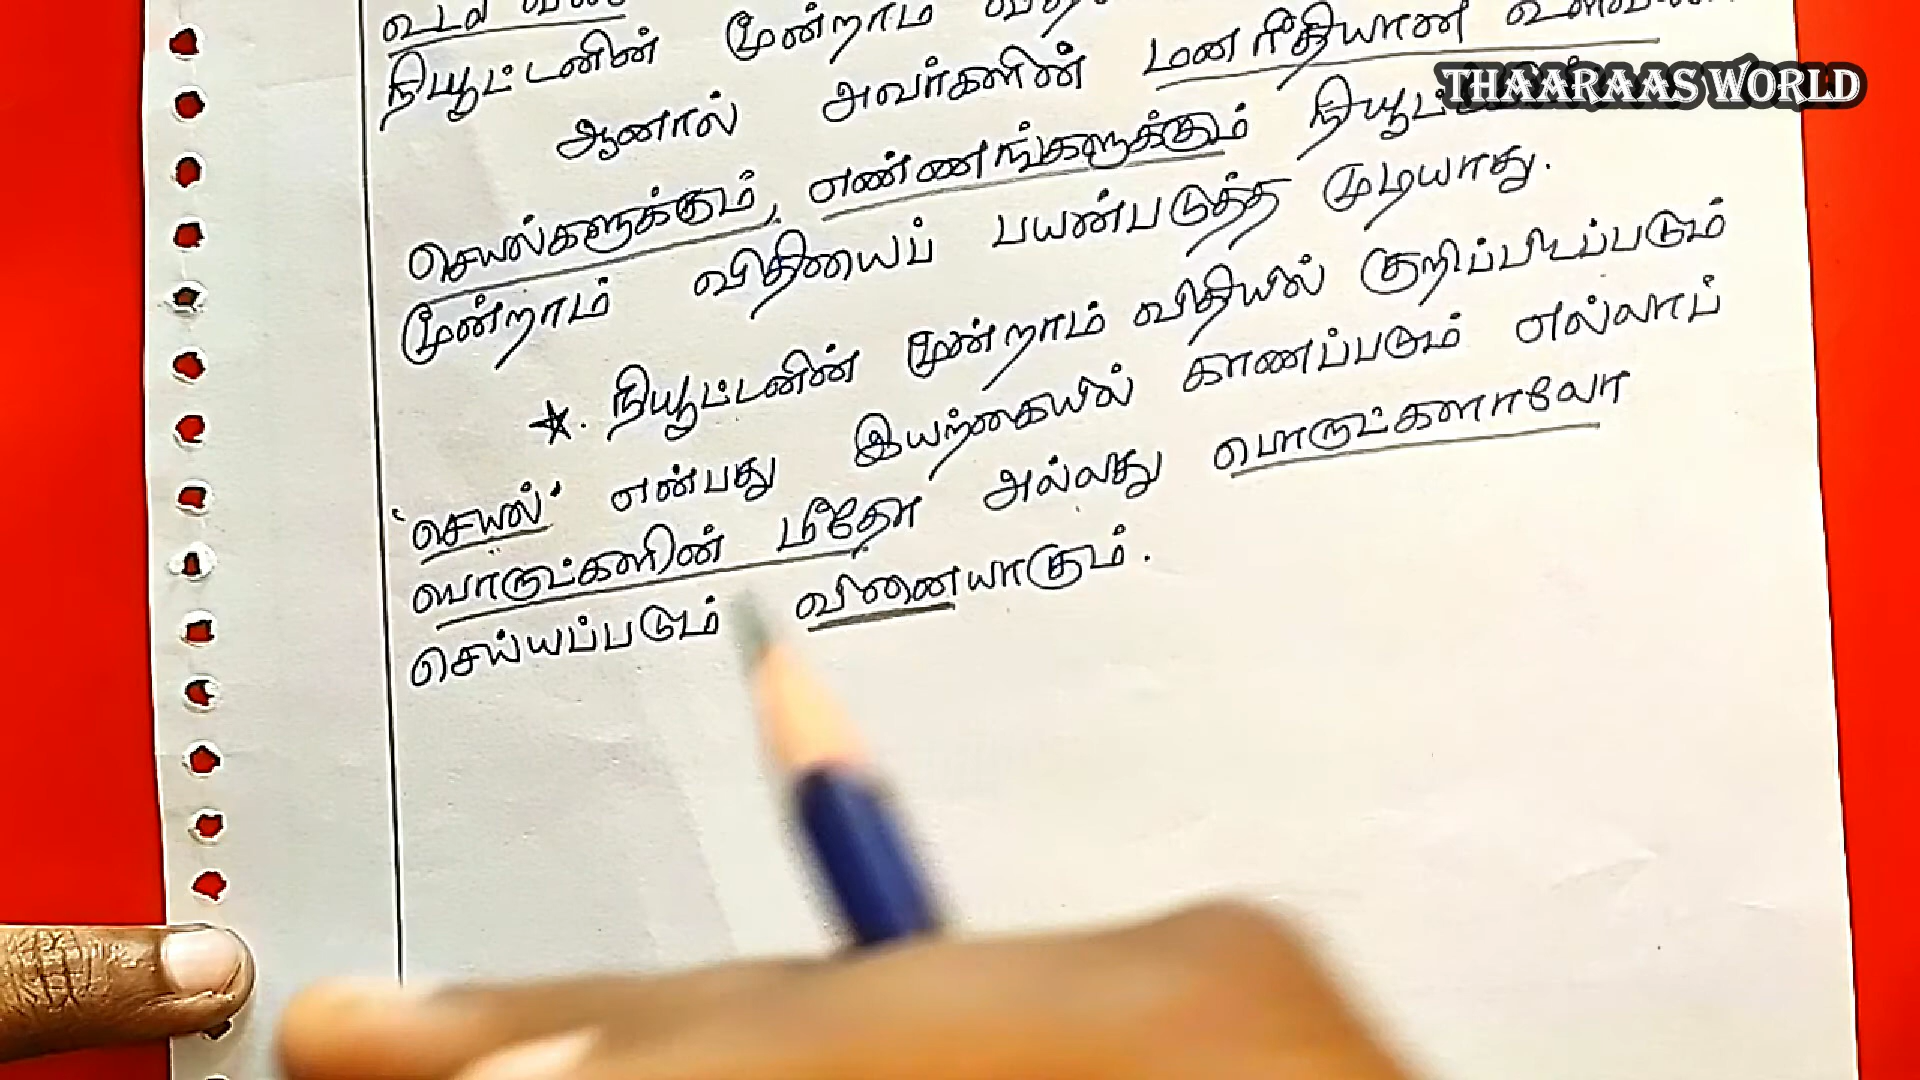 நியூட்டனின் மூன்றாம்
THAARAAS WORLD
ஆனால் அவர்களின் மனரீதியான
செயல்களுக்கும், எண்ணங்களுக்கும்
மூன்றாம் விதியைப் பயன்படுத்த முடியாது.
★. நியூட்டனின் மூன்றாம் விதியில் குறிப்பிடப்படும்
'செயல்' என்பது இயற்கையில் காணப்படும் எல்லாப்
பொருட்களின் மீதோ அல்லது பொருட்களாலோ
செய்யப்படும் வினையாகும்.